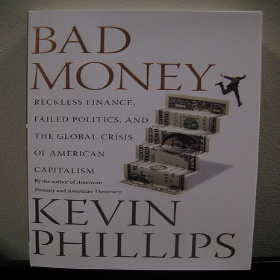 BAD
MONEY
RECKLESS FINANCE,
FAILED POLITICS, AND
THE GLOBAL CRISIS
OF AMERICAN
CAPITALISM
By the author of American
Dynasty and American Theocracy
KEVIN
PHILLIPS